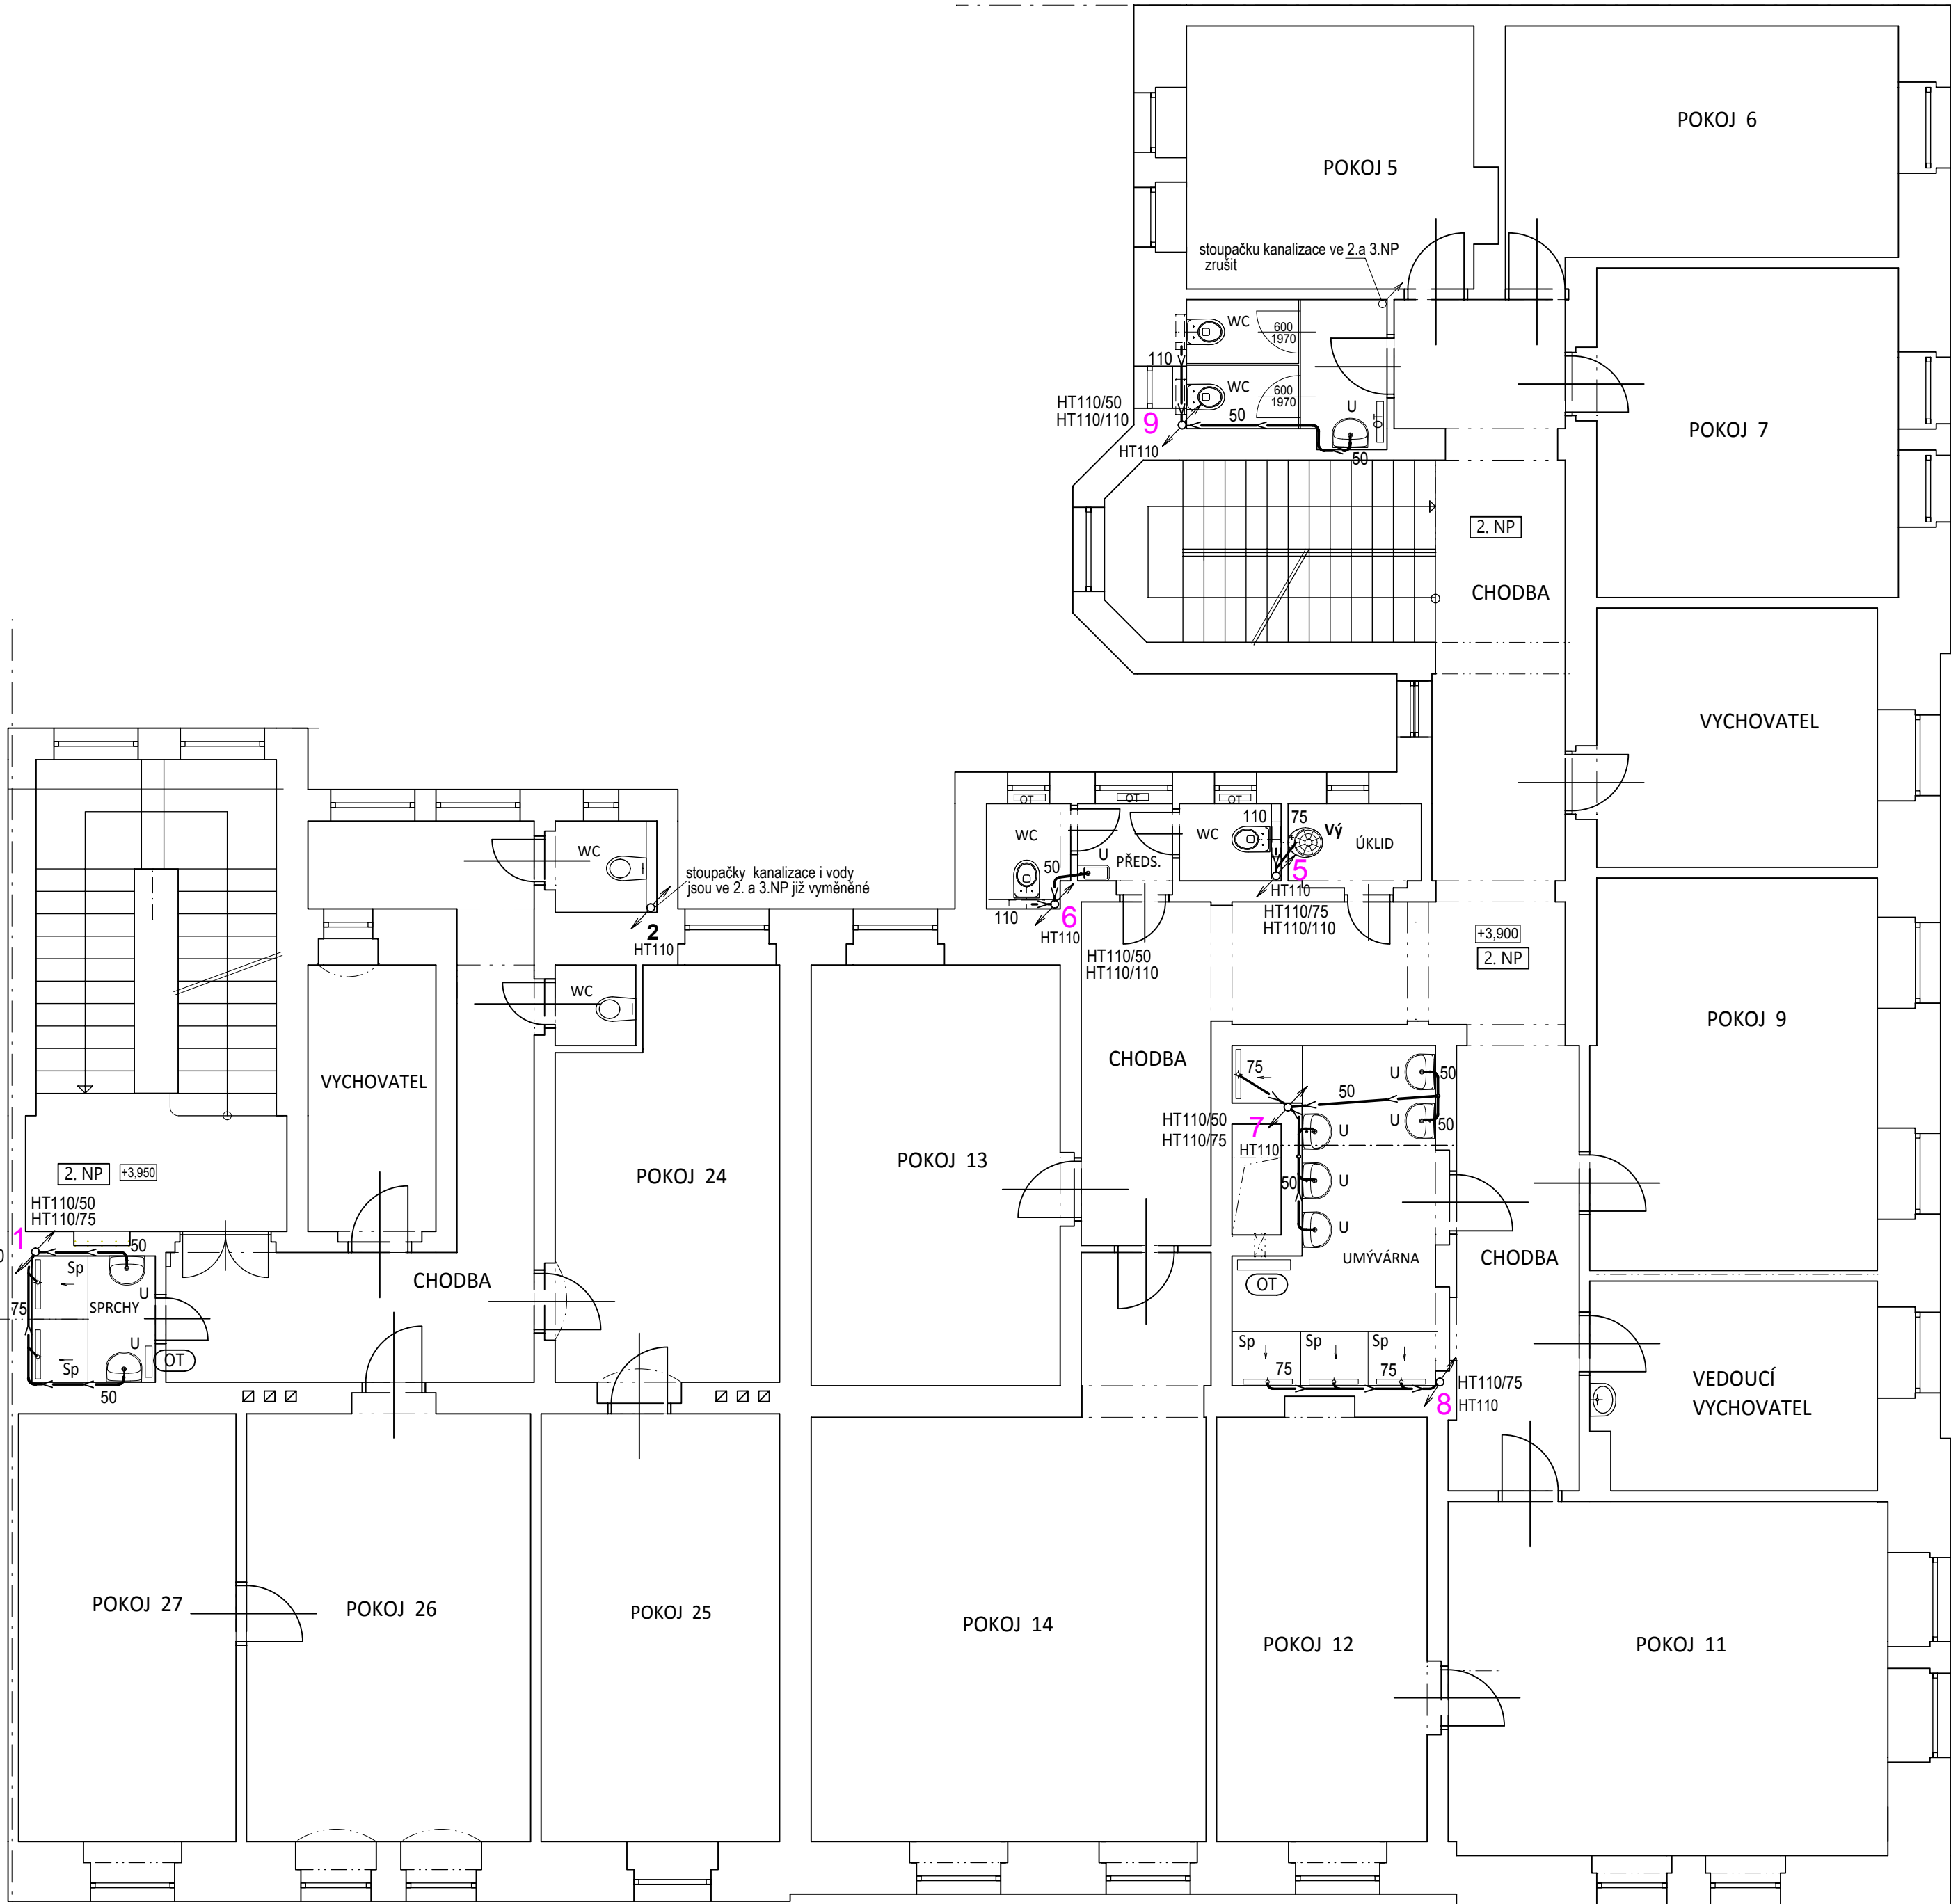 POKOJ 6
POKOJ 5
stoupačku kanalizace ve 2.a 3.NP
zrušit
WC
600
1970
110
WC
600
1970
HT110/50
HT110/110
9
50
U
OT
HT110
50
POKOJ 7
2. NP
CHODBA
VYCHOVATEL
OT
OT
OT
WC
50
U
PŘEDS.
WC
110
75
Vý
ÚKLID
5
HT110
HT110/75
HT110/110
110
6
HT110
HT110/50
HT110/110
WC
stoupačky kanalizace i vody
jsou ve 2. a 3.NP již vyměněné
2
HT110
WC
+3,900
2. NP
POKOJ 9
CHODBA
VYCHOVATEL
75
50
U
50
U
50
HT110/50
HT110/75
7
HT110
U
50
U
U
UMÝVÁRNA
OT
POKOJ 13
POKOJ 24
2. NP
+3,950
HT110/50
HT110/75
1
50
Sp
U
SPRCHY
75
U
Sp
OT
50
CHODBA
CHODBA
Sp
Sp
Sp
75
75
HT110/75
8
HT110
VEDOUCÍ
VYCHOVATEL
POKOJ 27
POKOJ 26
POKOJ 25
POKOJ 14
POKOJ 12
POKOJ 11